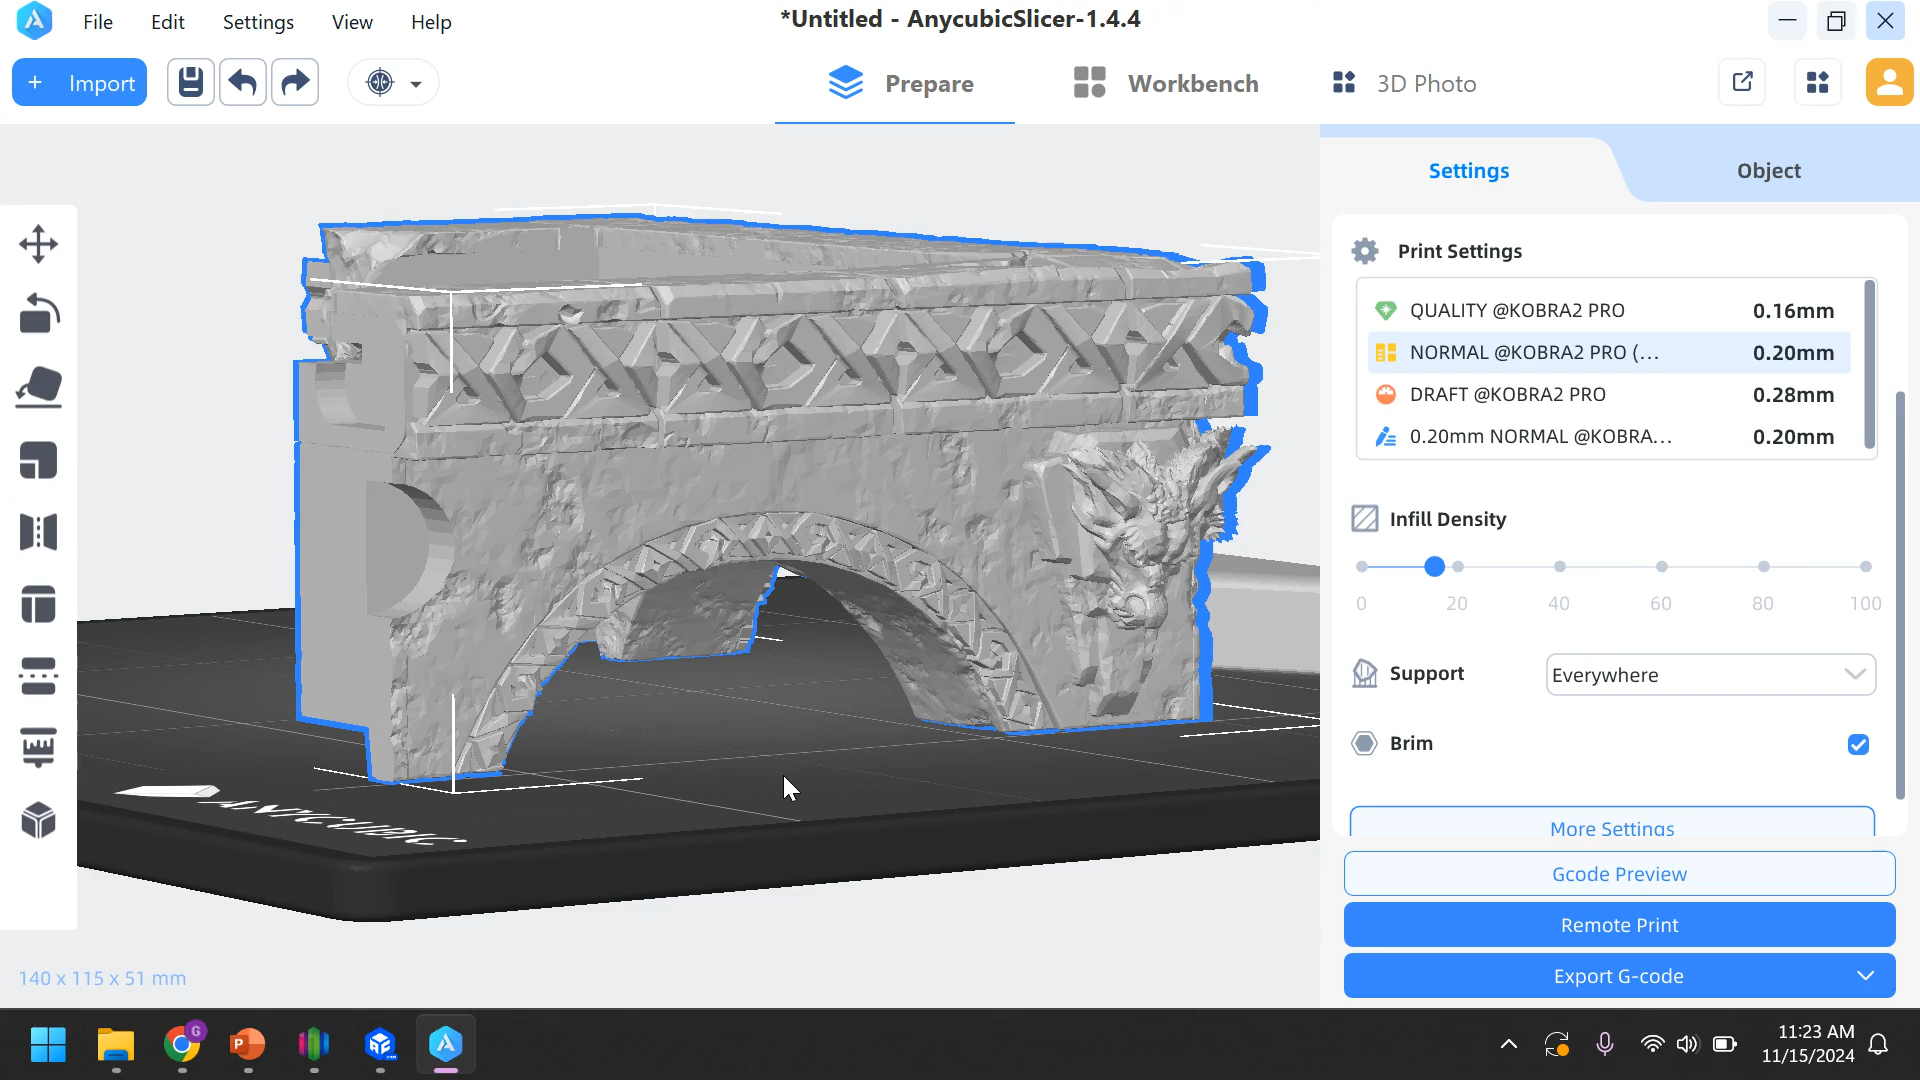 File Edit Settings View Help
*Untitled - AnycubicSlicer-1.4.4
+ Import
Prepare
Workbench
3D Photo
Settings
Object
Print Settings
QUALITY @KOBRA2 PRO 0.16mm
NORMAL @KOBRA2 PRO (... 0.20mm
DRAFT @KOBRA2 PRO 0.28mm
0.20mm NORMAL @KOBRA... 0.20mm
Infill Density
0 20 40 60 80 100
Support Everywhere
Brim
More Settings
Gcode Preview
Remote Print
Export G-code
ANYCUBIC
140 x 115 x 51 mm
G
P
11:23 AM
11/15/2024